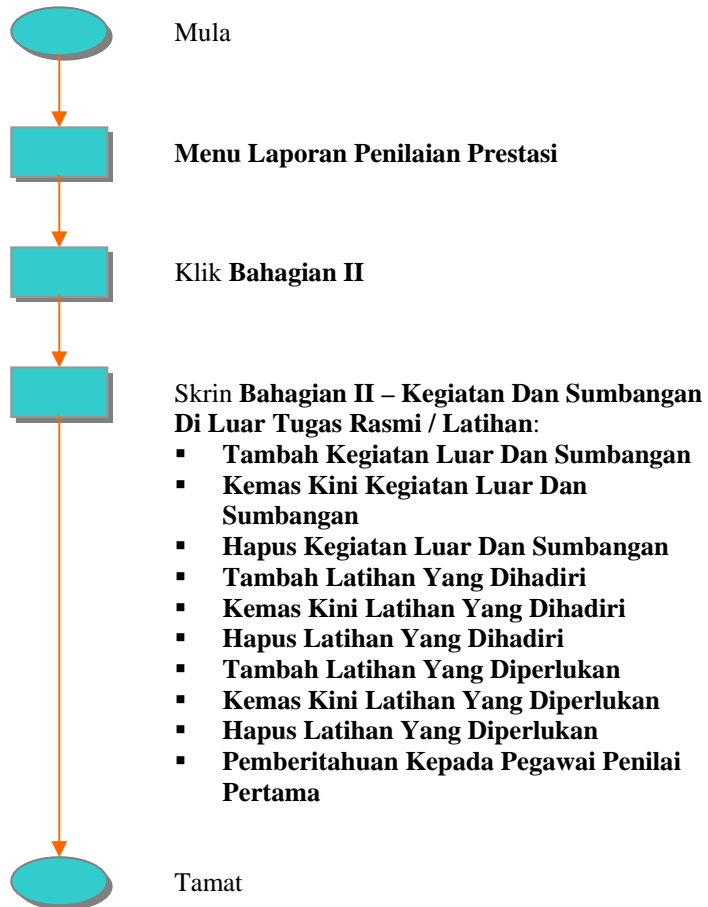 Mula
Menu Laporan Penilaian Prestasi
Klik Bahagian II
Skrin Bahagian II – Kegiatan Dan Sumbangan
Di Luar Tugas Rasmi / Latihan:
▪ Tambah Kegiatan Luar Dan Sumbangan
▪ Kemas Kini Kegiatan Luar Dan
Sumbangan
▪ Hapus Kegiatan Luar Dan Sumbangan
▪ Tambah Latihan Yang Dihadiri
▪ Kemas Kini Latihan Yang Dihadiri
▪ Hapus Latihan Yang Dihadiri
▪ Tambah Latihan Yang Diperlukan
▪ Kemas Kini Latihan Yang Diperlukan
▪ Hapus Latihan Yang Diperlukan
▪ Pemberitahuan Kepada Pegawai Penilai
Pertama
Tamat